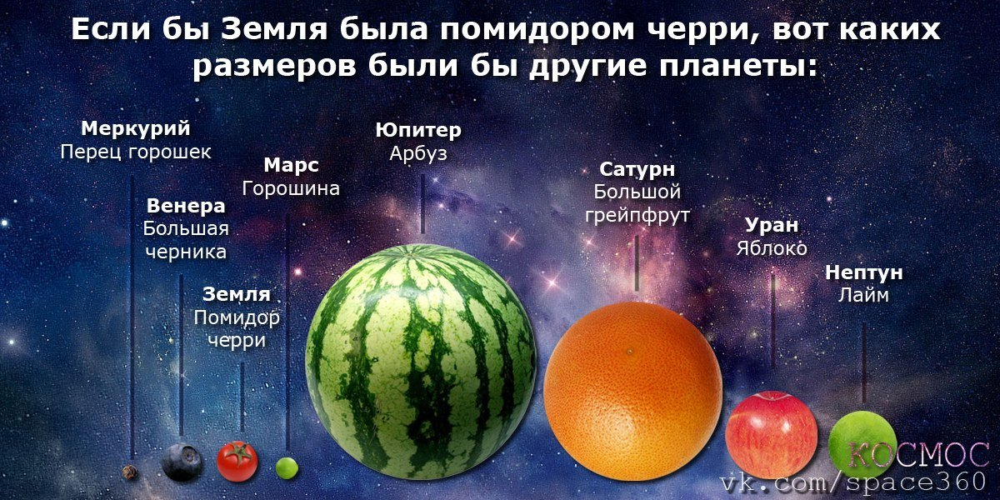 Если бы Земля была помидором черри, вот каких
размеров были бы другие планеты:
Меркурий
Перец горошек
Венера
Большая
черника
Земля
Помидор
черри
Марс
Горошина
Юпитер
Арбуз
Сатурн
Большой
грейпфрут
Уран
Яблоко
Нептун
Лайм
КОСМОС
vk.com/space360